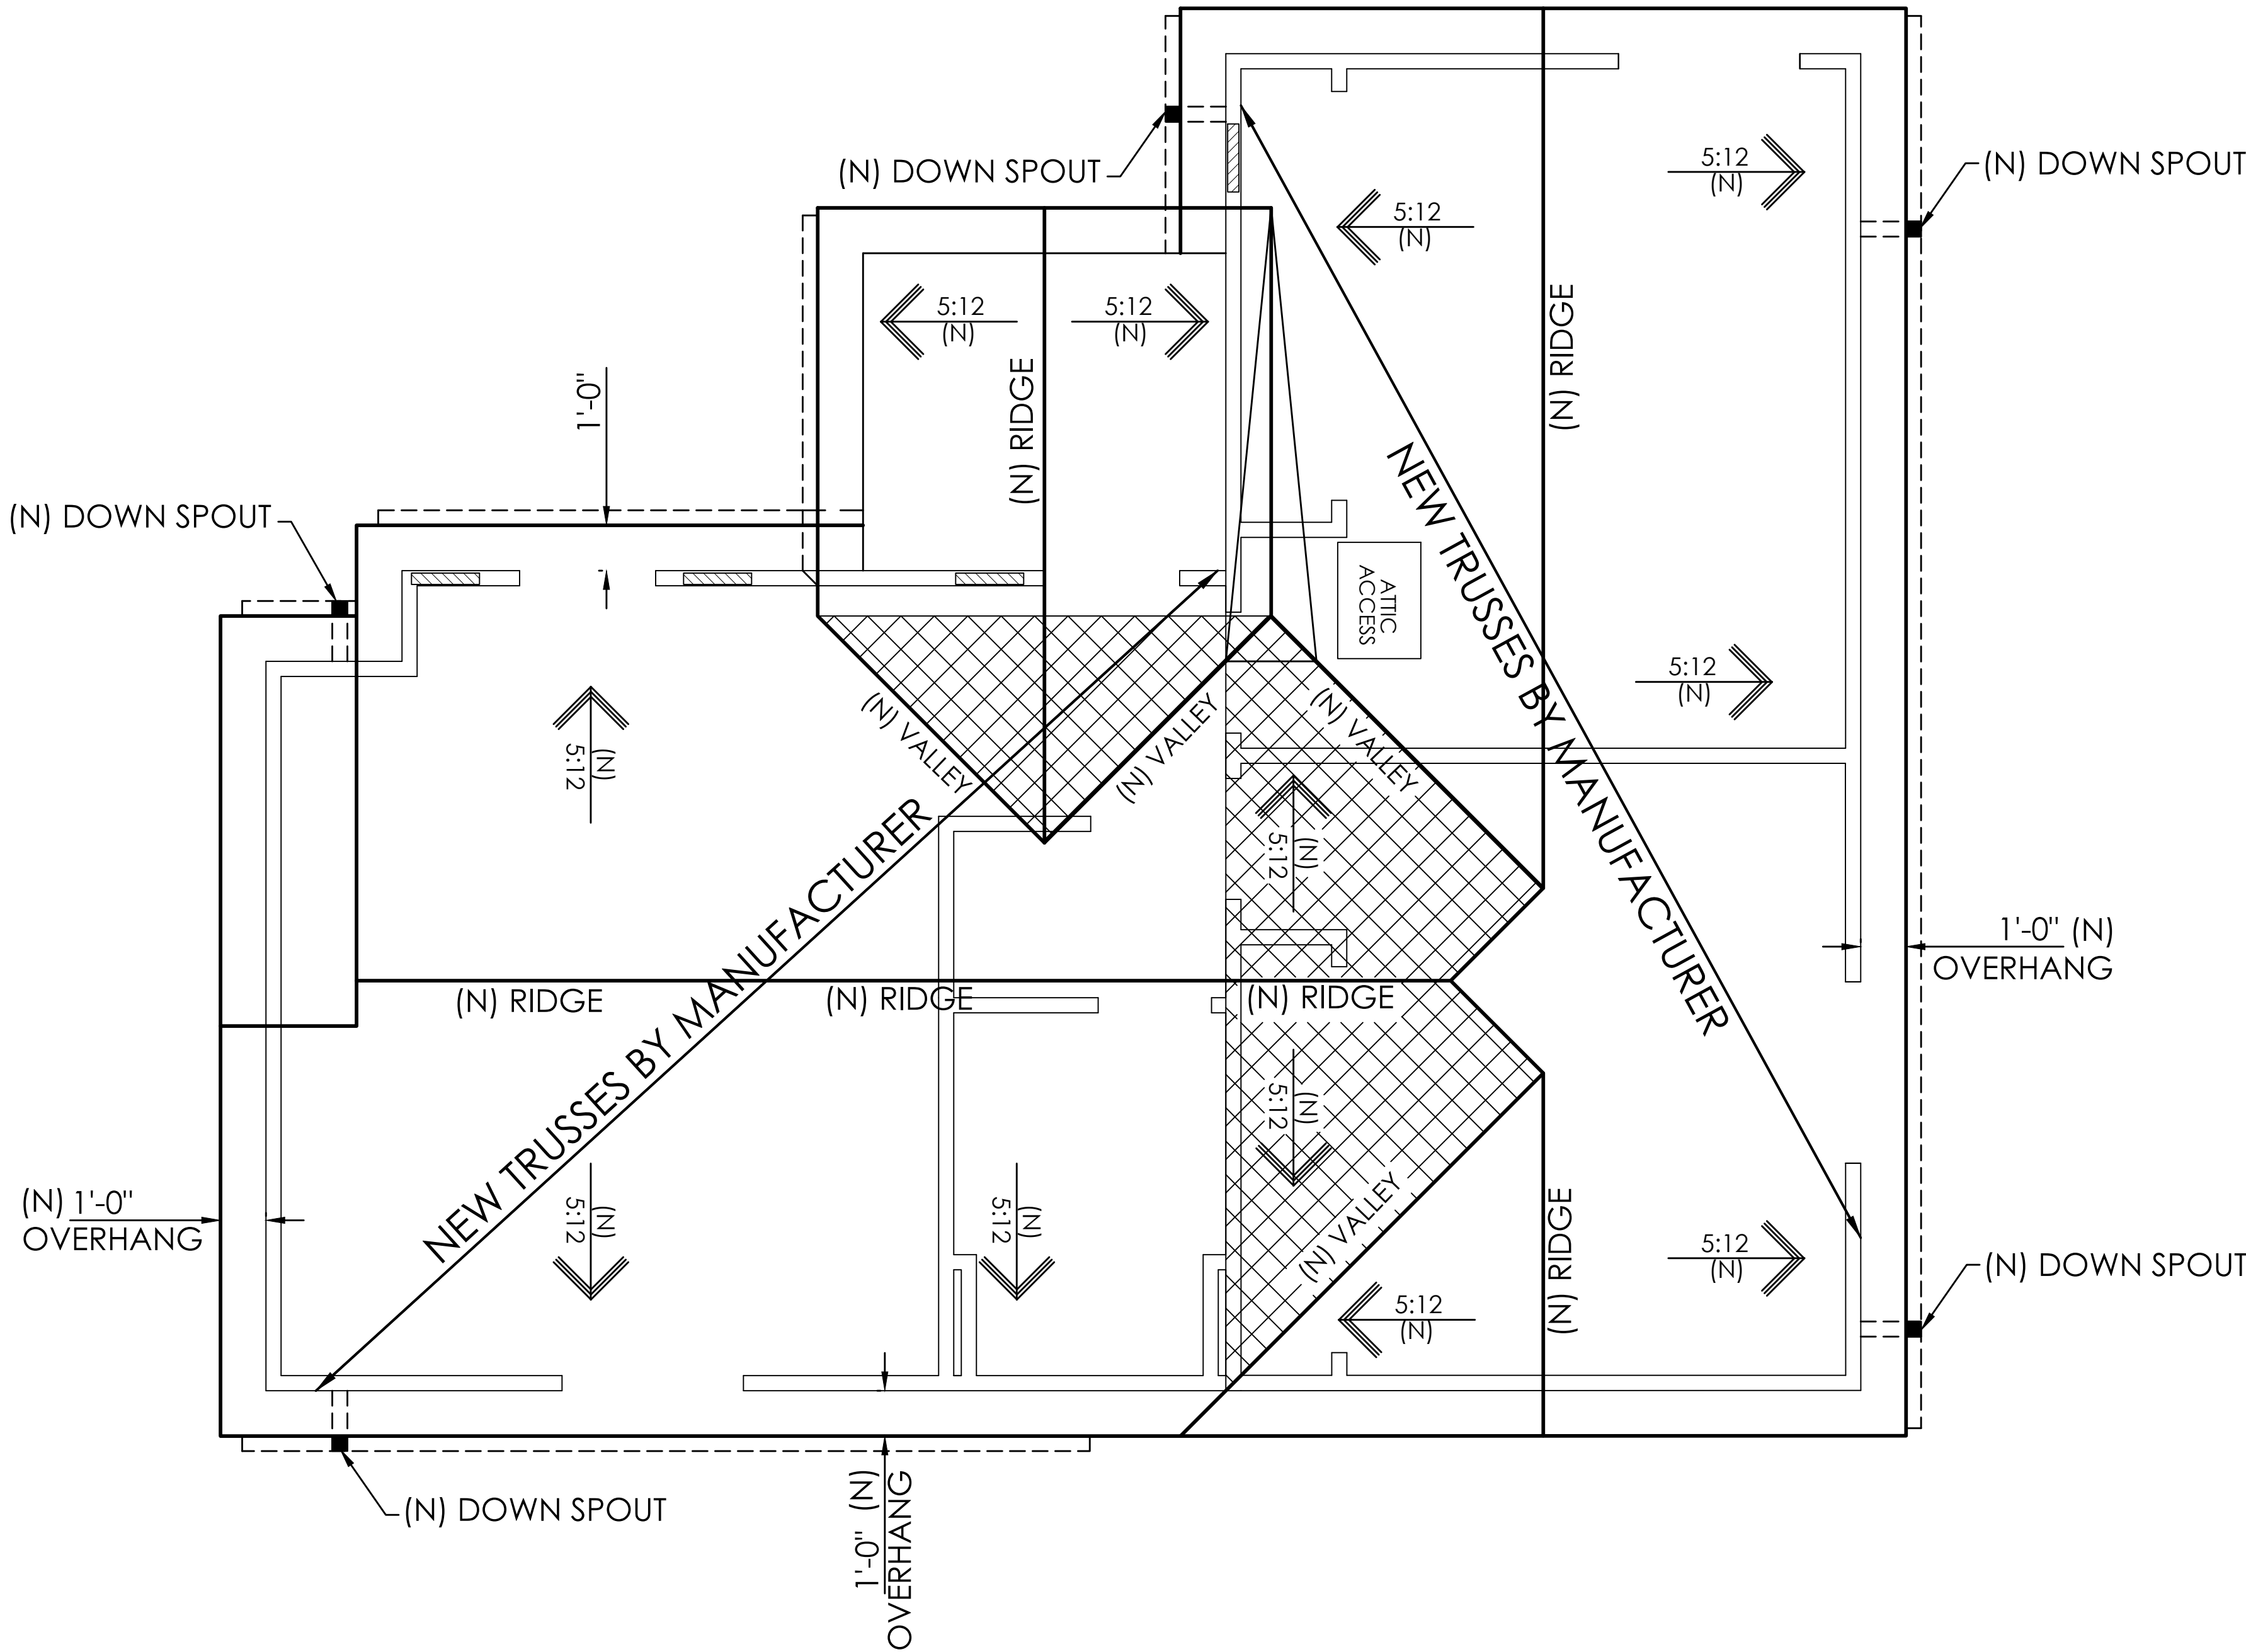 (N) DOWN SPOUT
5:12
(N)
(N) DOWN SPOUT
5:12
(N)
5:12
(N)
5:12
(N)
(N) RIDGE
(N) RIDGE
1'-0"
(N) DOWN SPOUT
NEW TRUSSES BY MANUFACTURER
ATTIC
ACCESS
5:12
(N)
(N) VALLEY
(N) VALLEY
(N) VALLEY
(N)
5:12
(N)
5:12
NEW TRUSSES BY MANUFACTURER
1'-0" (N)
OVERHANG
(N) RIDGE
(N) RIDGE
(N) RIDGE
(N)
5:12
(N) 1'-0"
OVERHANG
(N)
5:12
(N)
5:12
(N) VALLEY
(N) RIDGE
5:12
(N)
5:12
(N)
(N) DOWN SPOUT
(N) DOWN SPOUT
1'-0" (N)
OVERHANG